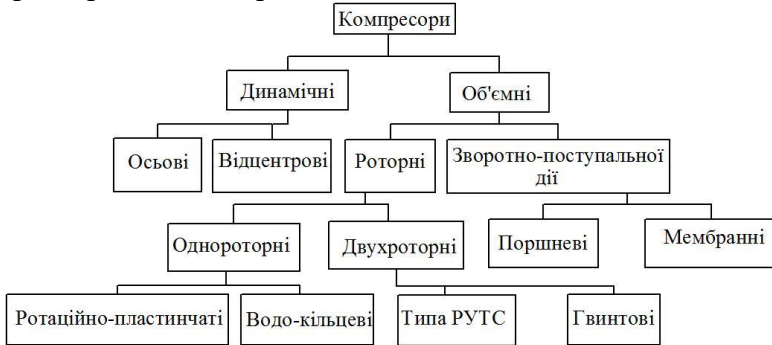 Компресори
Динамічні
Об'ємні
Осьові
Відцентрові
Роторні
Зворотно-поступальної
дії
Однороторні
Двухроторні
Поршневі
Мембранні
Ротаційно-пластинчаті
Водо-кільцеві
Типа РУТС
Гвинтові